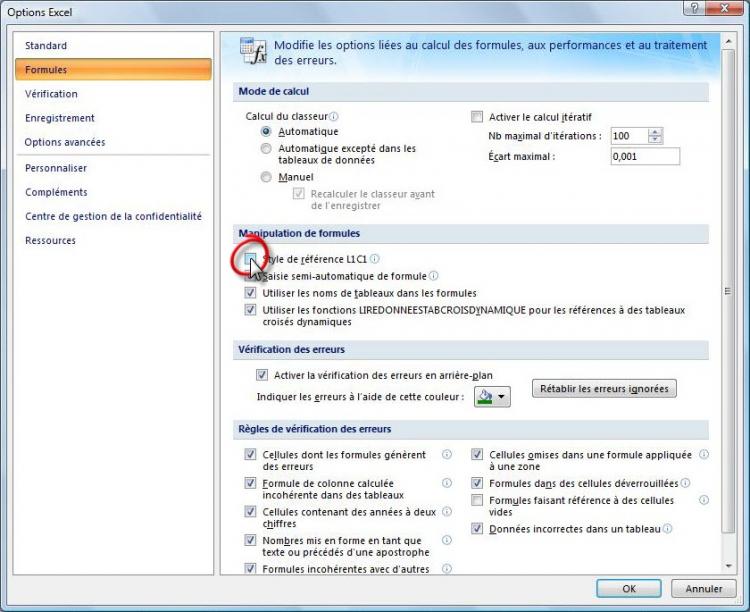 Options Excel
Standard
Formules
Vérification
Enregistrement
Options avancées
Personnaliser
Compléments
Centre de gestion de la confidentialité
Ressources
Modifie les options liées au calcul des formules, aux performances et au traitement
des erreurs.
Mode de calcul
Calcul du classeur
Automatique
Automatique excepté dans les
tableaux de données
Manuel
Recalculer le classeur avant
de l'enregistrer
Activer le calcul itératif
Nb maximal d'itérations : 100
Écart maximal : 0,001
Manipulation de formules
Style de référence L1C1
Saisie semi-automatique de formule
Utiliser les noms de tableaux dans les formules
Utiliser les fonctions LIREDONNEESTABCROISDYNAMIQUE pour les références à des tableaux
croisés dynamiques
Vérification des erreurs
Activer la vérification des erreurs en arrière-plan
Indiquer les erreurs à l'aide de cette couleur :
Rétablir les erreurs ignorées
Règles de vérification des erreurs
Cellules dont les formules génèrent
des erreurs
Formule de colonne calculée
incohérente dans les tableaux
Cellules contenant des années à deux
chiffres
Nombres mis en forme en tant que
texte ou précédés d'une apostrophe
Formules incohérentes avec d'autres
Cellules omises dans une formule appliquée
à une zone
Formules dans des cellules déverrouillées
Formules faisant référence à des cellules
vides
Données incorrectes dans un tableau
OK
Annuler